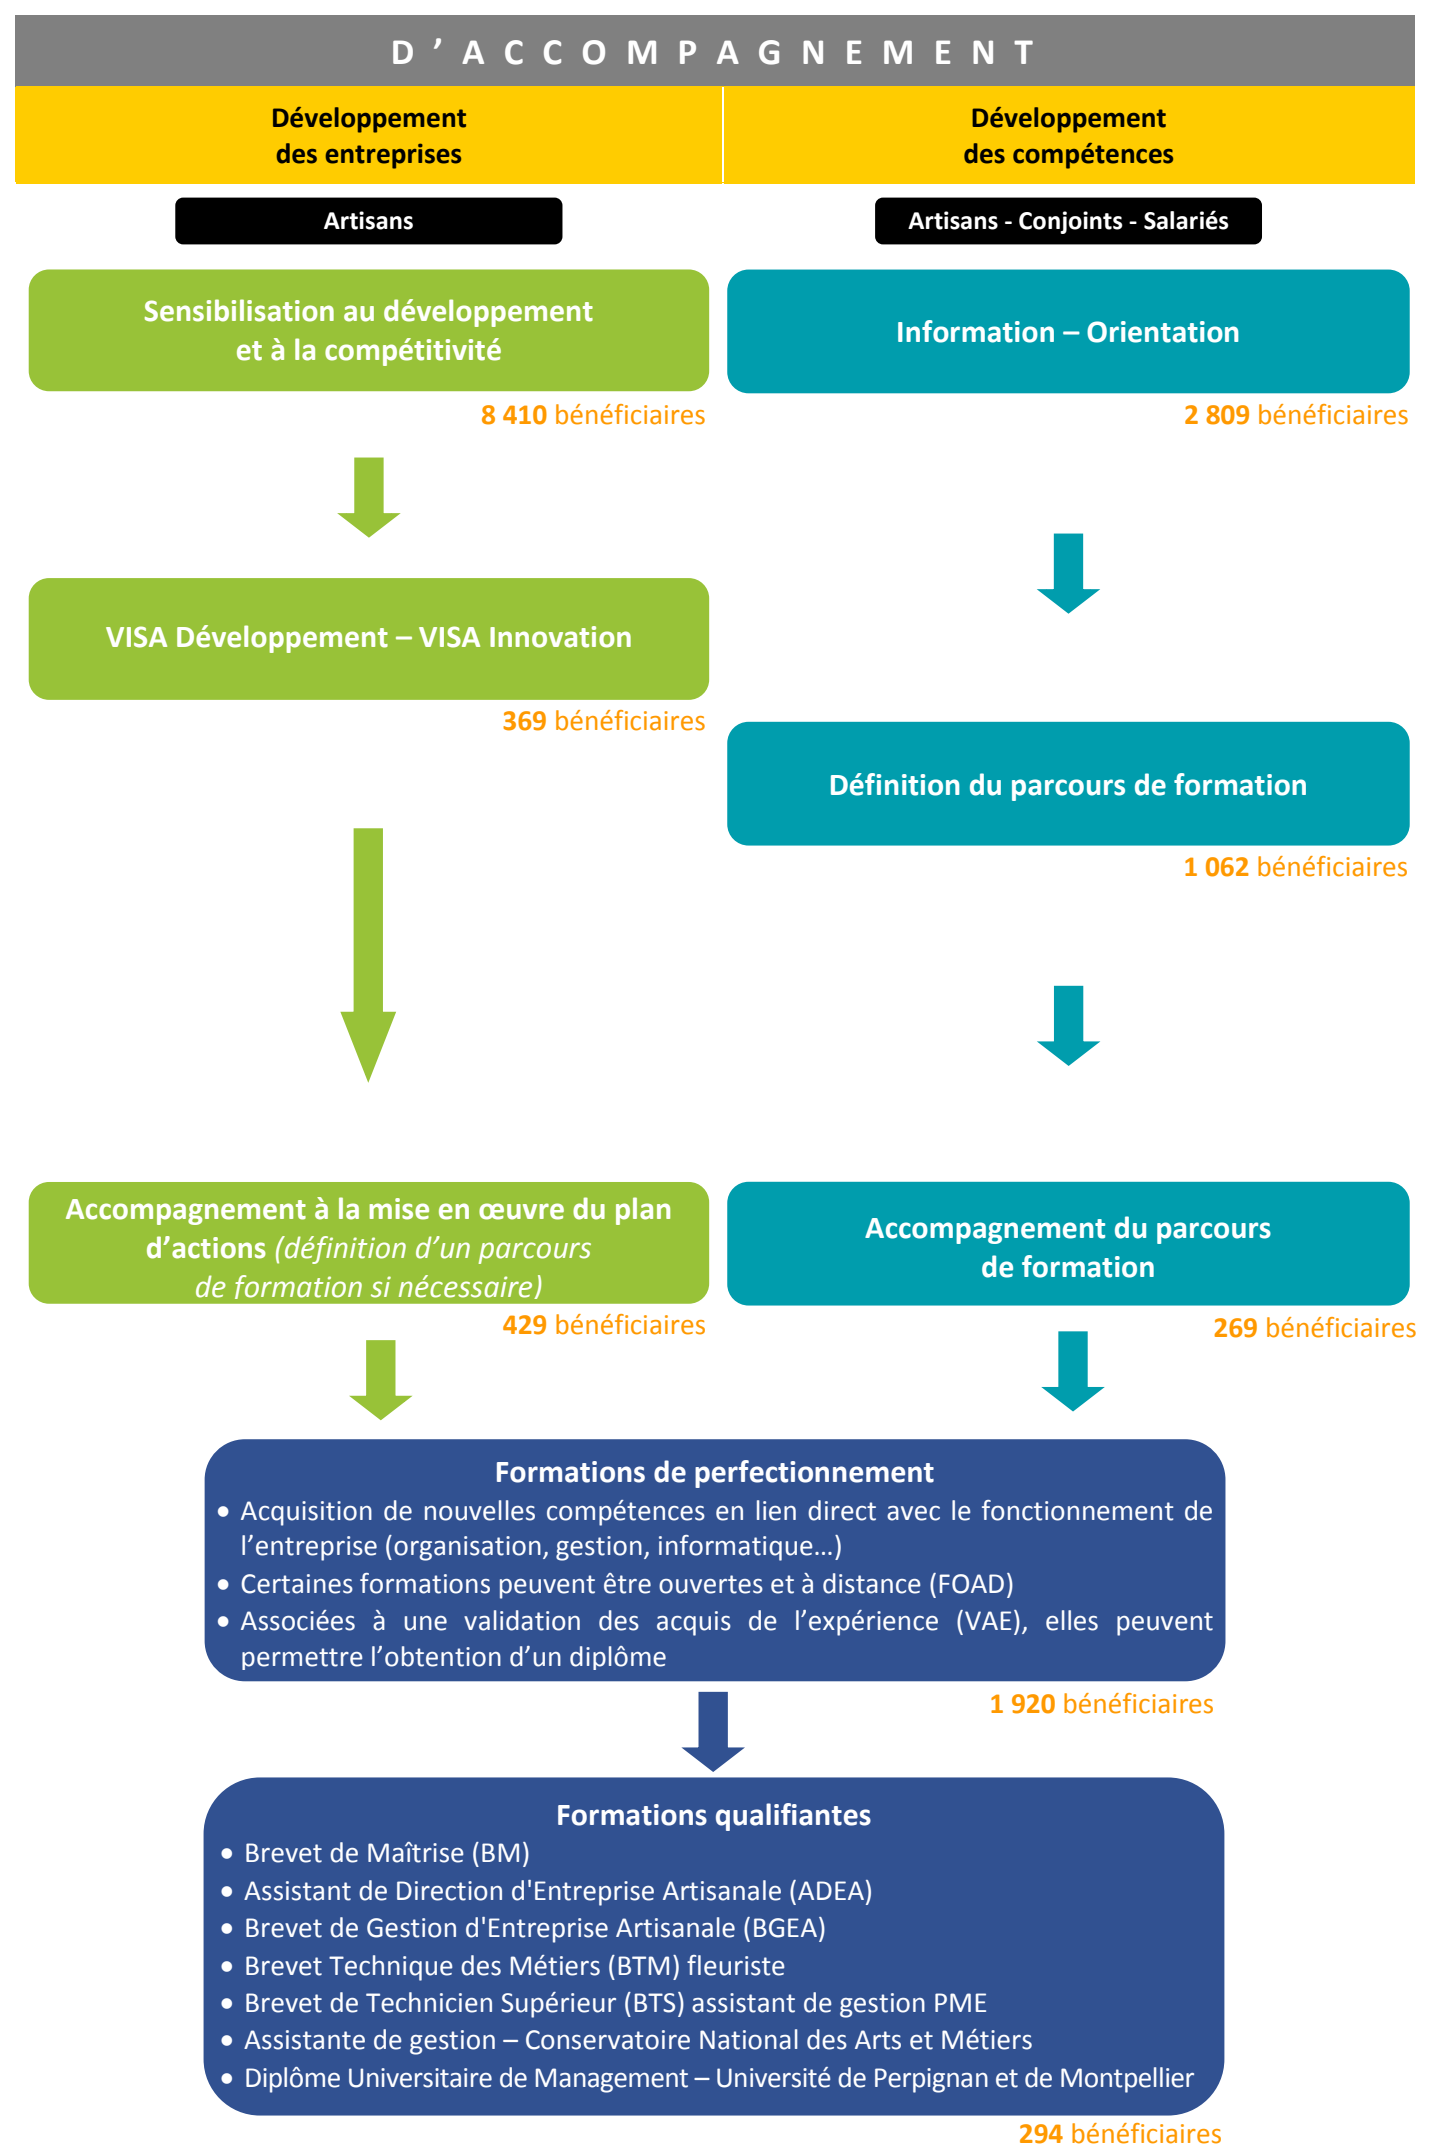 D ’ A C C O M P A G N E M E N T
Développement
des entreprises
Artisans
Sensibilisation au développement
et à la compétitivité
8 410 bénéficiaires
VISA Développement – VISA Innovation
369 bénéficiaires
Accompagnement à la mise en œuvre du plan
d’actions (définition d’un parcours
de formation si nécessaire)
429 bénéficiaires
Développement
des compétences
Artisans - Conjoints - Salariés
Information – Orientation
2 809 bénéficiaires
Définition du parcours de formation
1 062 bénéficiaires
Accompagnement du parcours
de formation
269 bénéficiaires
Formations de perfectionnement
• Acquisition de nouvelles compétences en lien direct avec le fonctionnement de
l’entreprise (organisation, gestion, informatique…)
• Certaines formations peuvent être ouvertes et à distance (FOAD)
• Associées à une validation des acquis de l’expérience (VAE), elles peuvent
permettre l’obtention d’un diplôme
1 920 bénéficiaires
Formations qualifiantes
• Brevet de Maîtrise (BM)
• Assistant de Direction d'Entreprise Artisanale (ADEA)
• Brevet de Gestion d'Entreprise Artisanale (BGEA)
• Brevet Technique des Métiers (BTM) fleuriste
• Brevet de Technicien Supérieur (BTS) assistant de gestion PME
• Assistante de gestion – Conservatoire National des Arts et Métiers
• Diplôme Universitaire de Management – Université de Perpignan et de Montpellier
294 bénéficiaires